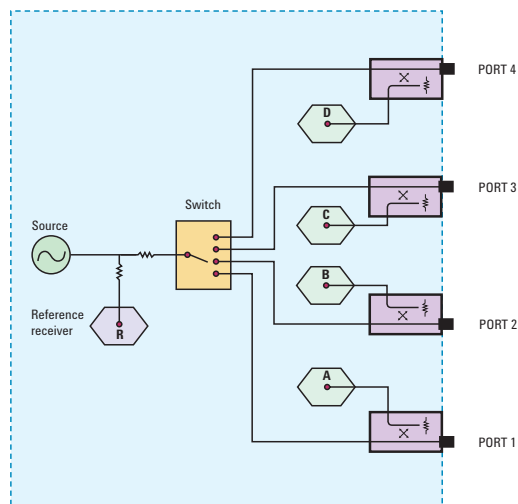 PORT 4
D
PORT 3
Switch
C
Source
B
Reference
receiver
R
PORT 2
A
PORT 1